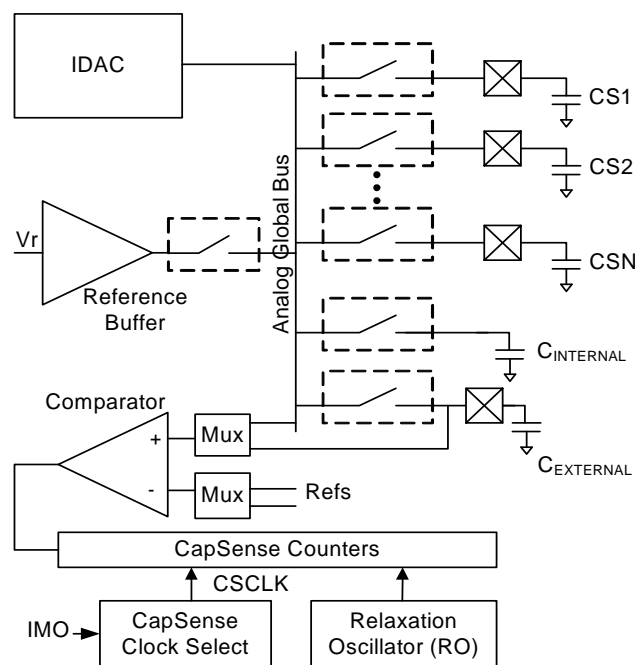 IDAC
CS1
CS2
Vr
Reference
Buffer
Analog Global Bus
CSN
CINTERNAL
Comparator
+
Mux
CEXTERNAL
-
Mux
Refs
CapSense Counters
CSCLK
IMO
CapSense
Clock Select
Relaxation
Oscillator (RO)